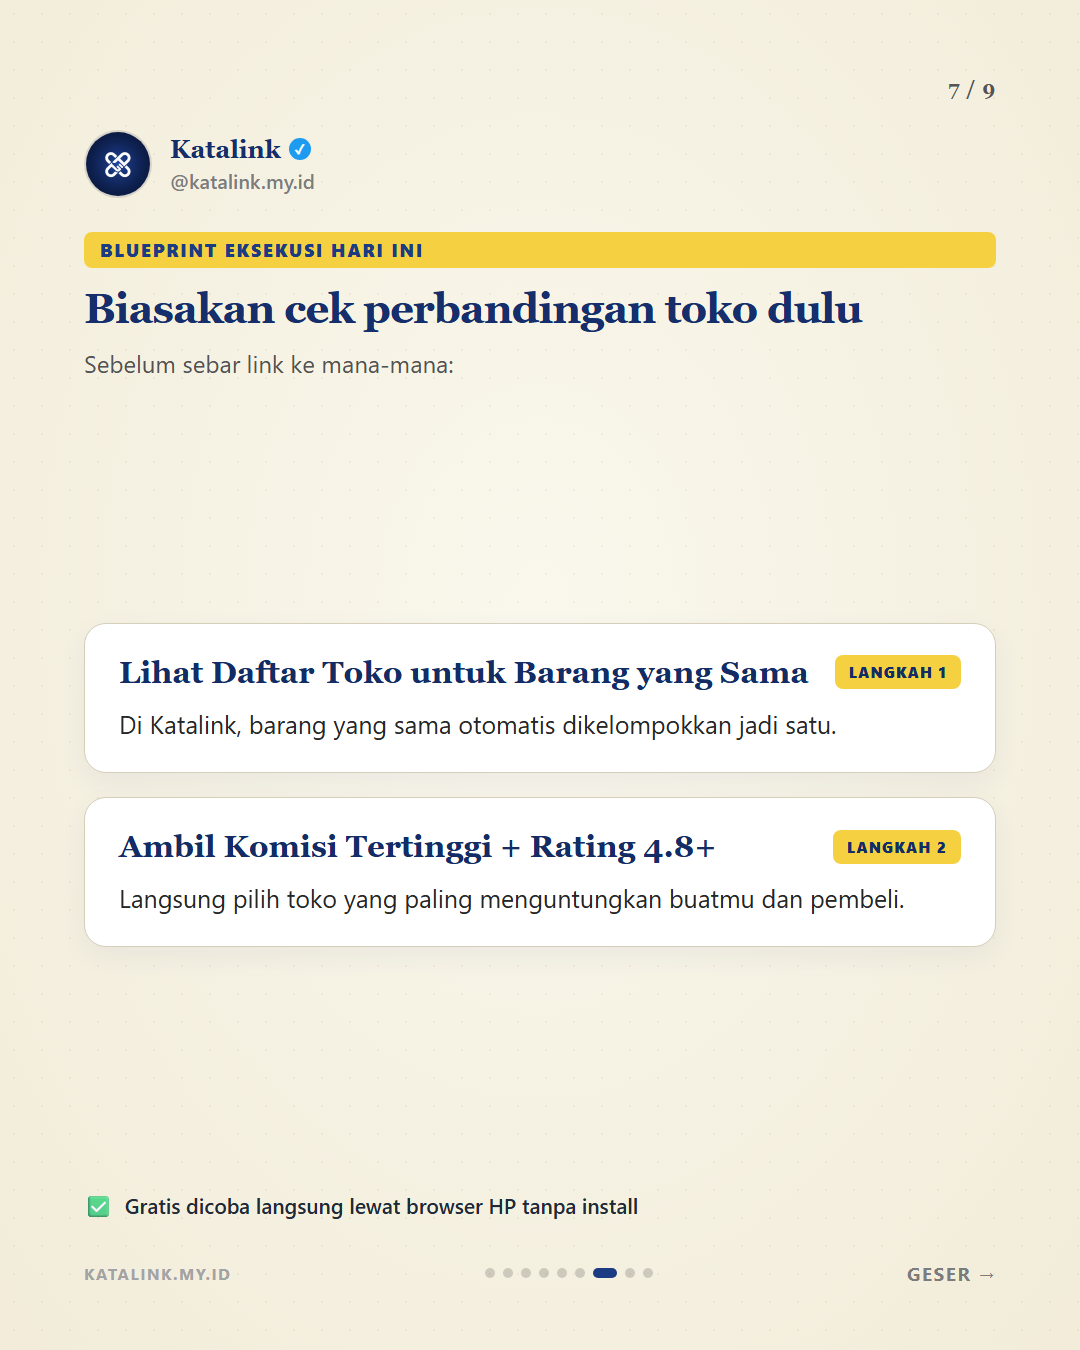 7 / 9
Katalink
@katalink.my.id
BLUEPRINT EKSEKUSI HARI INI
Biasakan cek perbandingan toko dulu
Sebelum sebar link ke mana-mana:
Lihat Daftar Toko untuk Barang yang Sama
LANGKAH 1
Di Katalink, barang yang sama otomatis dikelompokkan jadi satu.
Ambil Komisi Tertinggi + Rating 4.8+
LANGKAH 2
Langsung pilih toko yang paling menguntungkan buatmu dan pembeli.
✅ Gratis dicoba langsung lewat browser HP tanpa install
KATALINK.MY.ID
GESER →